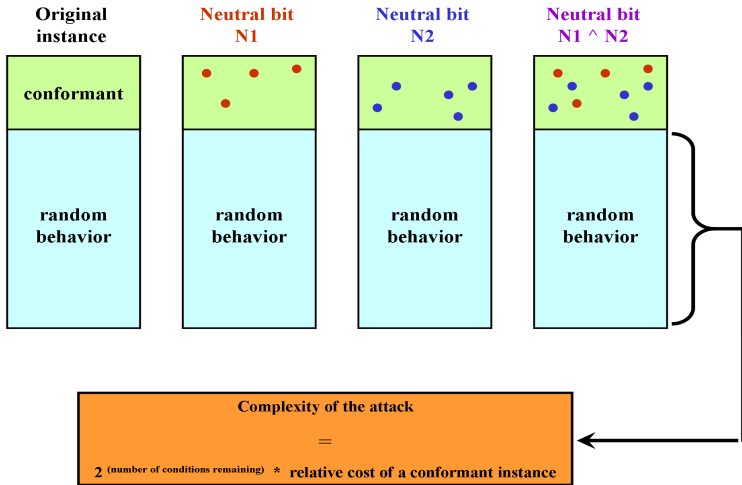 Original
instance
Neutral bit
N1
Neutral bit
N2
Neutral bit
N1 ^ N2
conformant
random
behavior
random
behavior
random
behavior
random
behavior
Complexity of the attack
=
2 (number of conditions remaining) * relative cost of a conformant instance